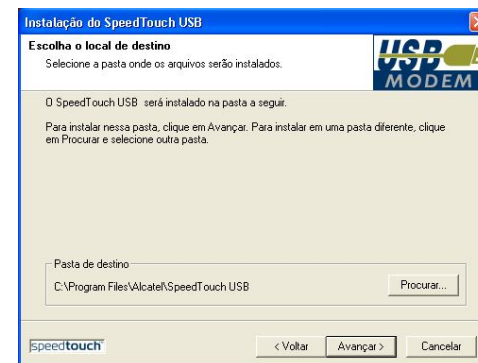 Instalação do SpeedTouch USB
Escolha o local de destino
Selecione a pasta onde os arquivos serão instalados.
USB
MODEM
O SpeedTouch USB será instalado na pasta a seguir.
Para instalar nessa pasta, clique em Avançar. Para instalar em uma pasta diferente, clique
em Procurar e selecione outra pasta.
Pasta de destino
C:\Program Files\Alcatel\SpeedTouch USB
Procurar...
speedtouch™
< Voltar
Avançar >
Cancelar